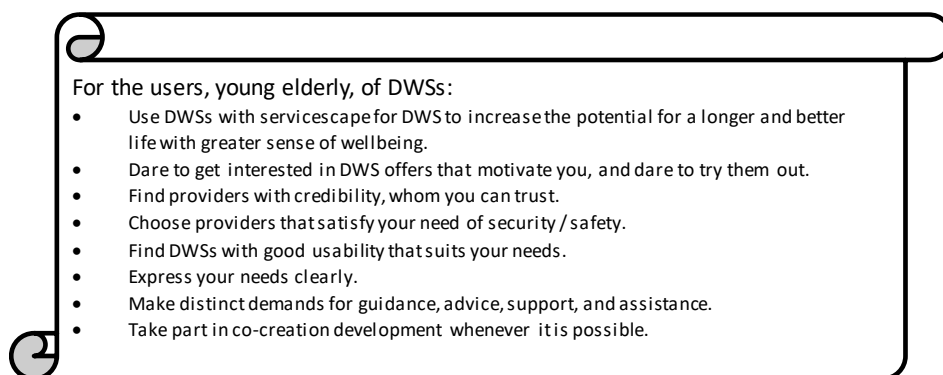 For the users, young elderly, of DWSs:
• Use DWSs with servicescape for DWS to increase the potential for a longer and better
life with greater sense of wellbeing.
• Dare to get interested in DWS offers that motivate you, and dare to try them out.
• Find providers with credibility, whom you can trust.
• Choose providers that satisfy your need of security / safety.
• Find DWSs with good usability that suits your needs.
• Express your needs clearly.
• Make distinct demands for guidance, advice, support, and assistance.
• Take part in co-creation development whenever it is possible.